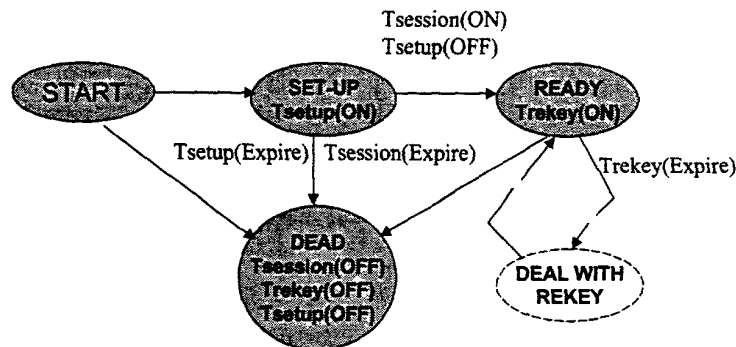 Tsession(ON)
Tsetup(OFF)
START
SET-UP
Tsetup(ON)
READY
Trekey(ON)
Tsetup(Expire)
Tsession(Expire)
Trekey(Expire)
DEAD
Tsession(OFF)
Trekey(OFF)
Tsetup(OFF)
DEAL WITH
REKEY